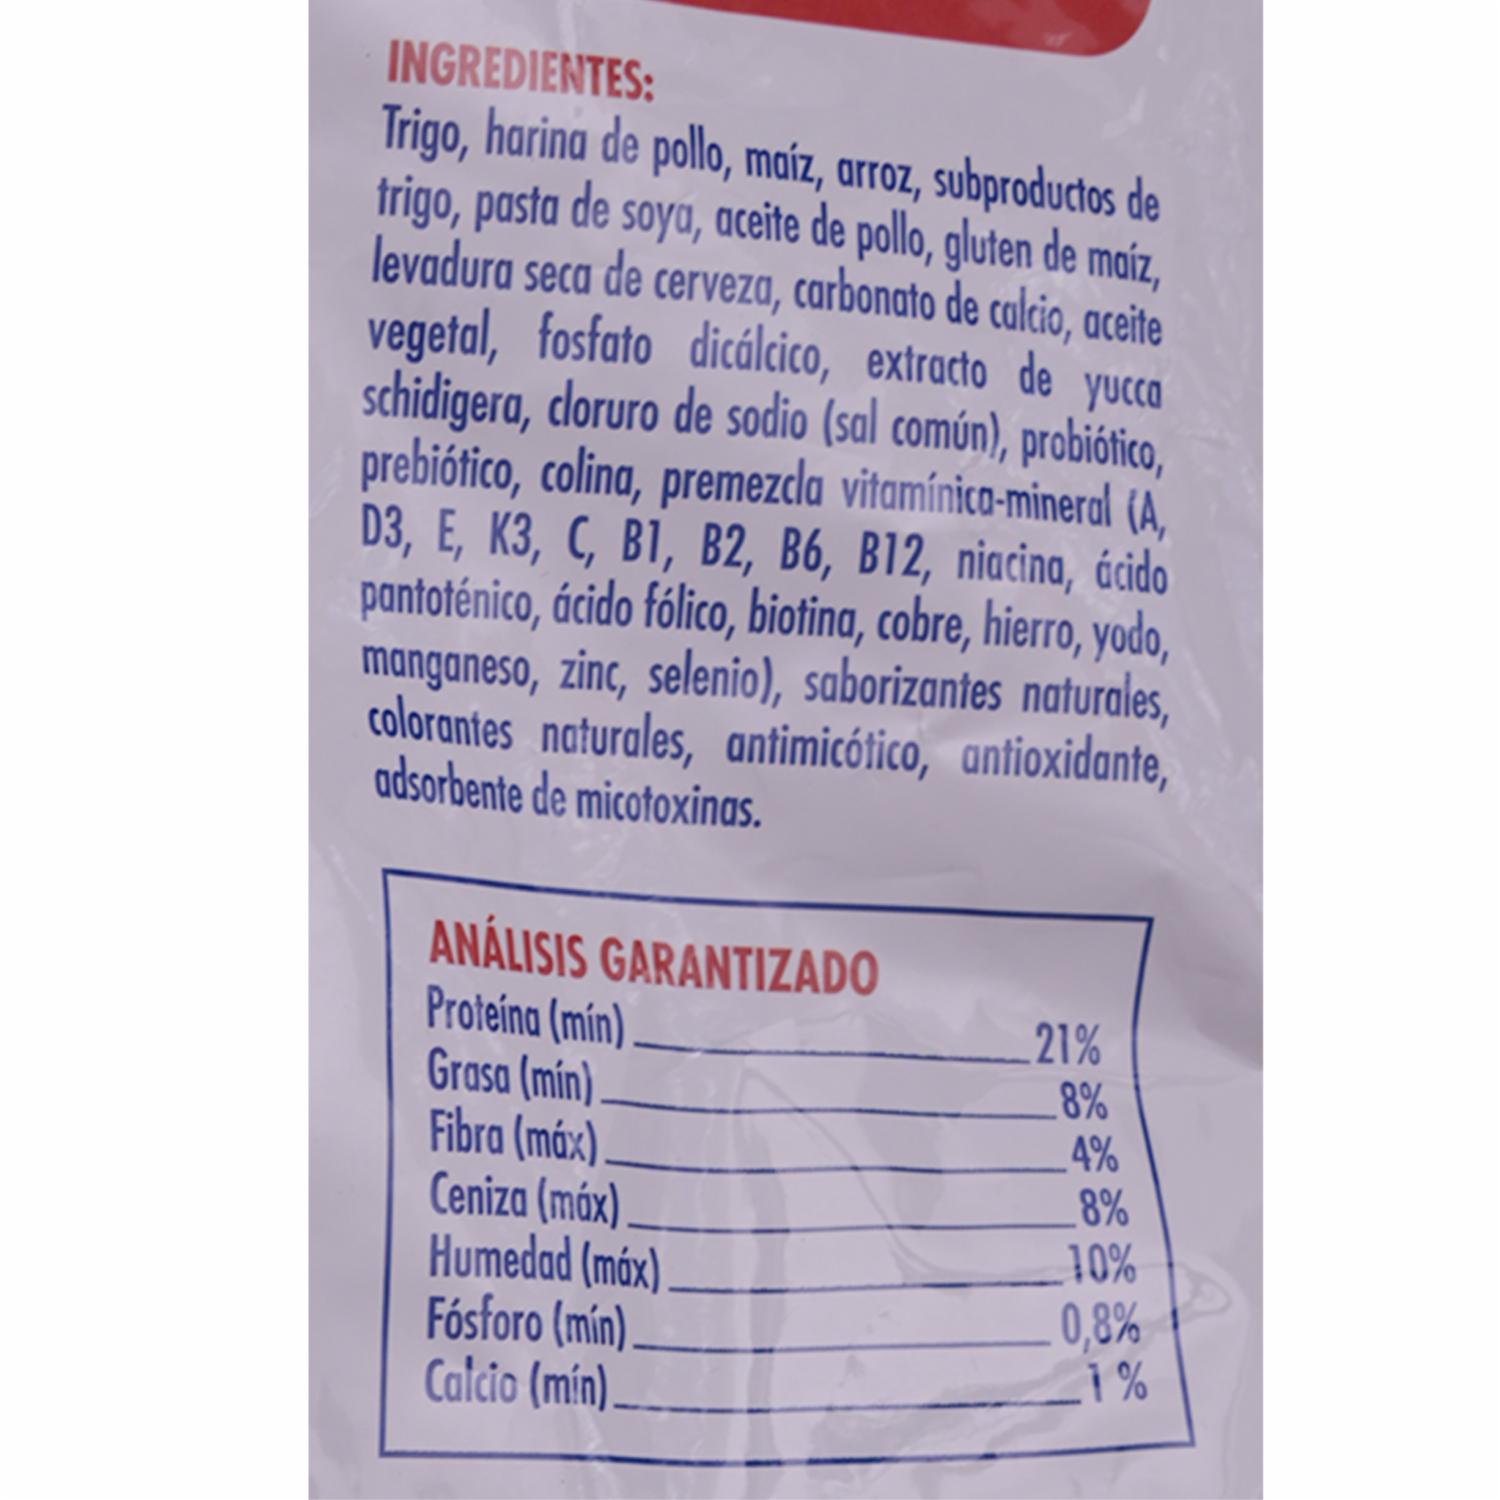 INGREDIENTES:
Trigo, harina de pollo, maíz, arroz, subproductos de
trigo, pasta de soya, aceite de pollo, gluten de maíz,
levadura seca de cerveza, carbonato de calcio, aceite
vegetal, fosfato dicálcico, extracto de yucca
schidigera, cloruro de sodio (sal común), probiótico,
prebiótico, colina, premezcla vitamínica-mineral (A,
D3, E, K3, C, B1, B2, B6, B12, niacina, ácido
pantoténico, ácido fólico, biotina, cobre, hierro, yodo,
manganeso, zinc, selenio), saborizantes naturales,
colorantes naturales, antimicótico, antioxidante,
adsorbente de micotoxinas.
ANÁLISIS GARANTIZADO
Proteína (mín) 21%
Grasa (mín) 8%
Fibra (máx) 4%
Ceniza (máx) 8%
Humedad (máx) 10%
Fósforo (mín) 0,8%
Calcio (mín) 1 %